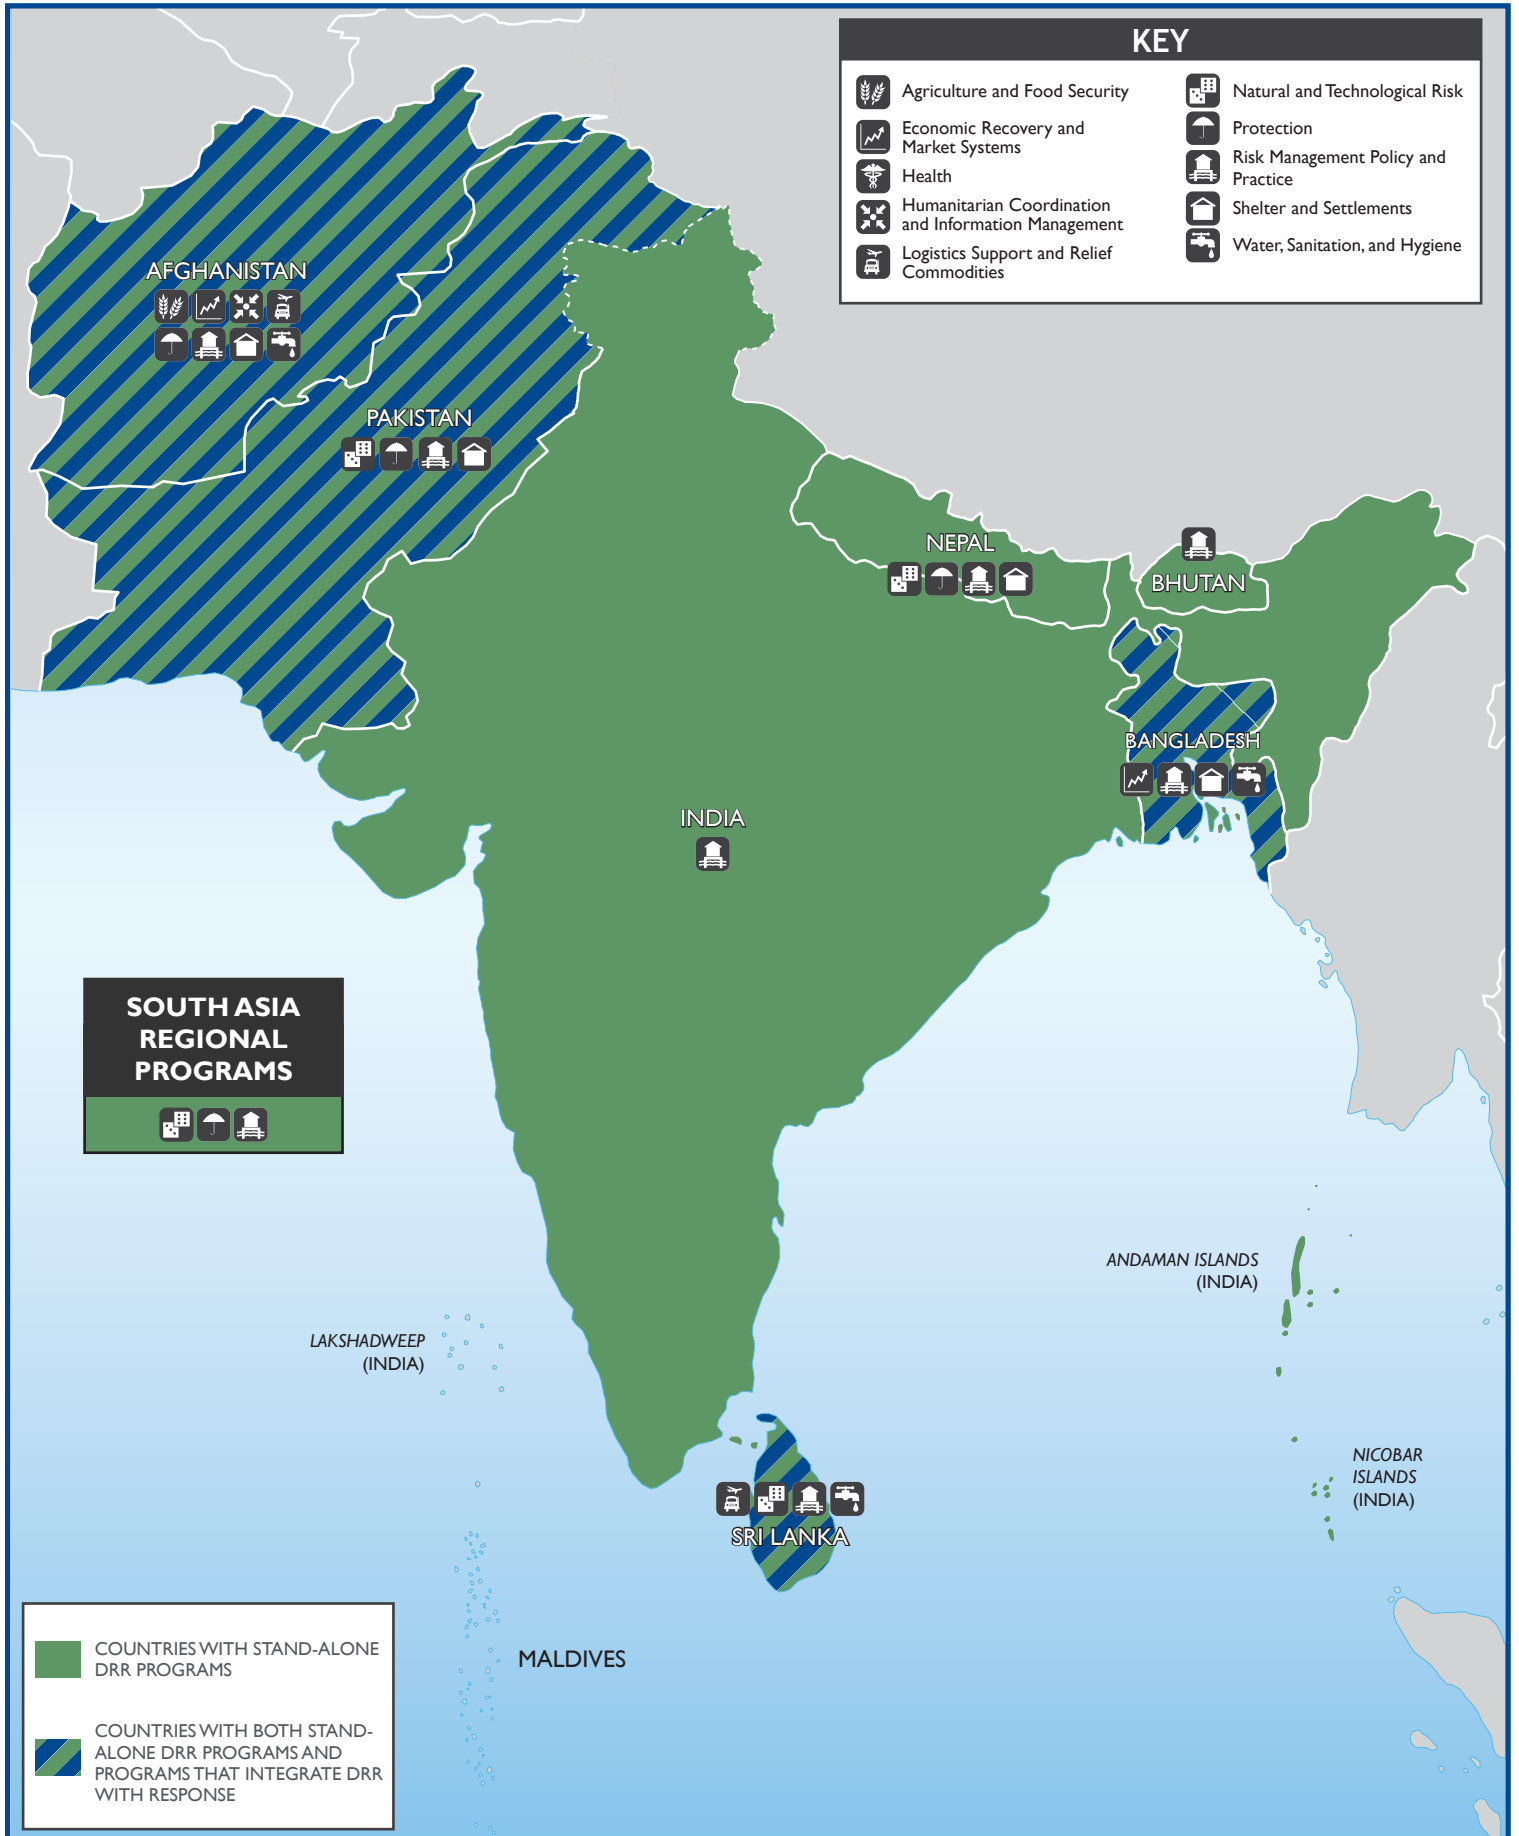 KEY
Agriculture and Food Security
Economic Recovery and
Market Systems
Health
Humanitarian Coordination
and Information Management
Logistics Support and Relief
Commodities
Natural and Technological Risk
Protection
Risk Management Policy and
Practice
Shelter and Settlements
Water, Sanitation, and Hygiene
AFGHANISTAN
PAKISTAN
NEPAL
BHUTAN
BANGLADESH
INDIA
SOUTH ASIA
REGIONAL
PROGRAMS
ANDAMAN ISLANDS
(INDIA)
LAKSHADWEEP
(INDIA)
NICOBAR
ISLANDS
(INDIA)
SRI LANKA
MALDIVES
COUNTRIES WITH STAND-ALONE
DRR PROGRAMS
COUNTRIES WITH BOTH STAND-
ALONE DRR PROGRAMS AND
PROGRAMS THAT INTEGRATE DRR
WITH RESPONSE